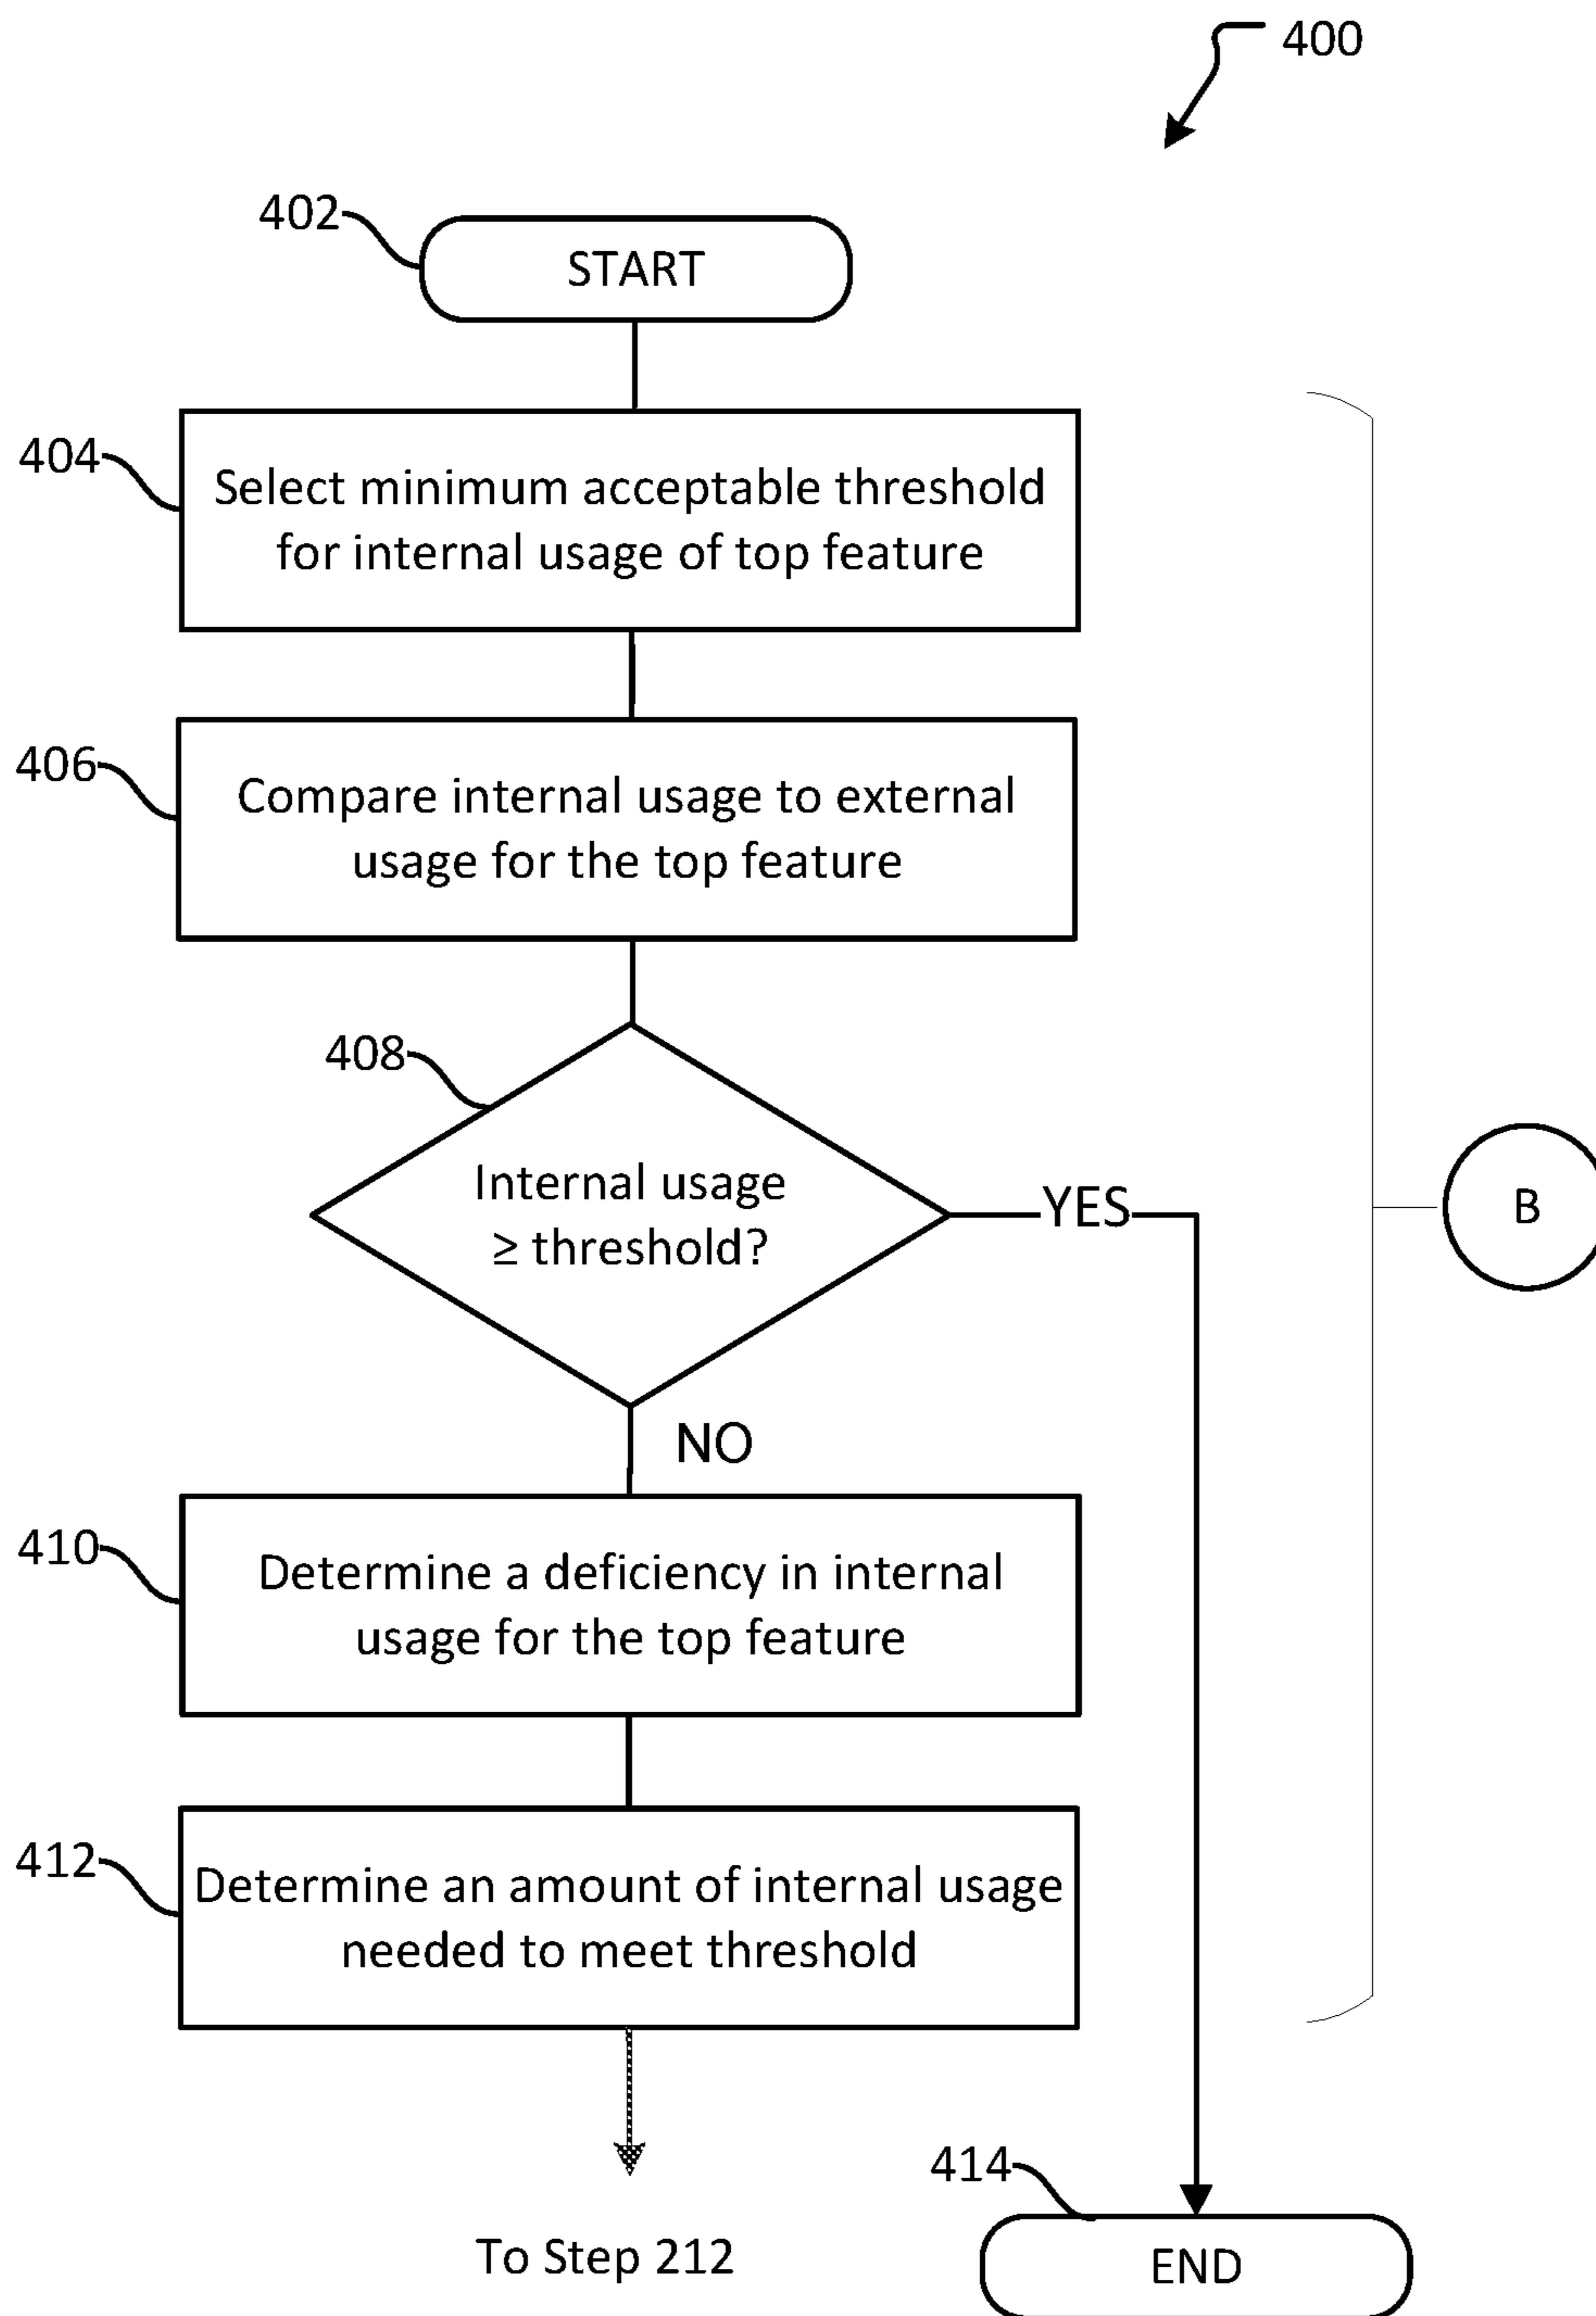 400
402
START
404
Select minimum acceptable threshold
for internal usage of top feature
406
Compare internal usage to external
usage for the top feature
408
Internal usage
≥ threshold?
YES
B
NO
410
Determine a deficiency in internal
usage for the top feature
412
Determine an amount of internal usage
needed to meet threshold
To Step 212
414
END